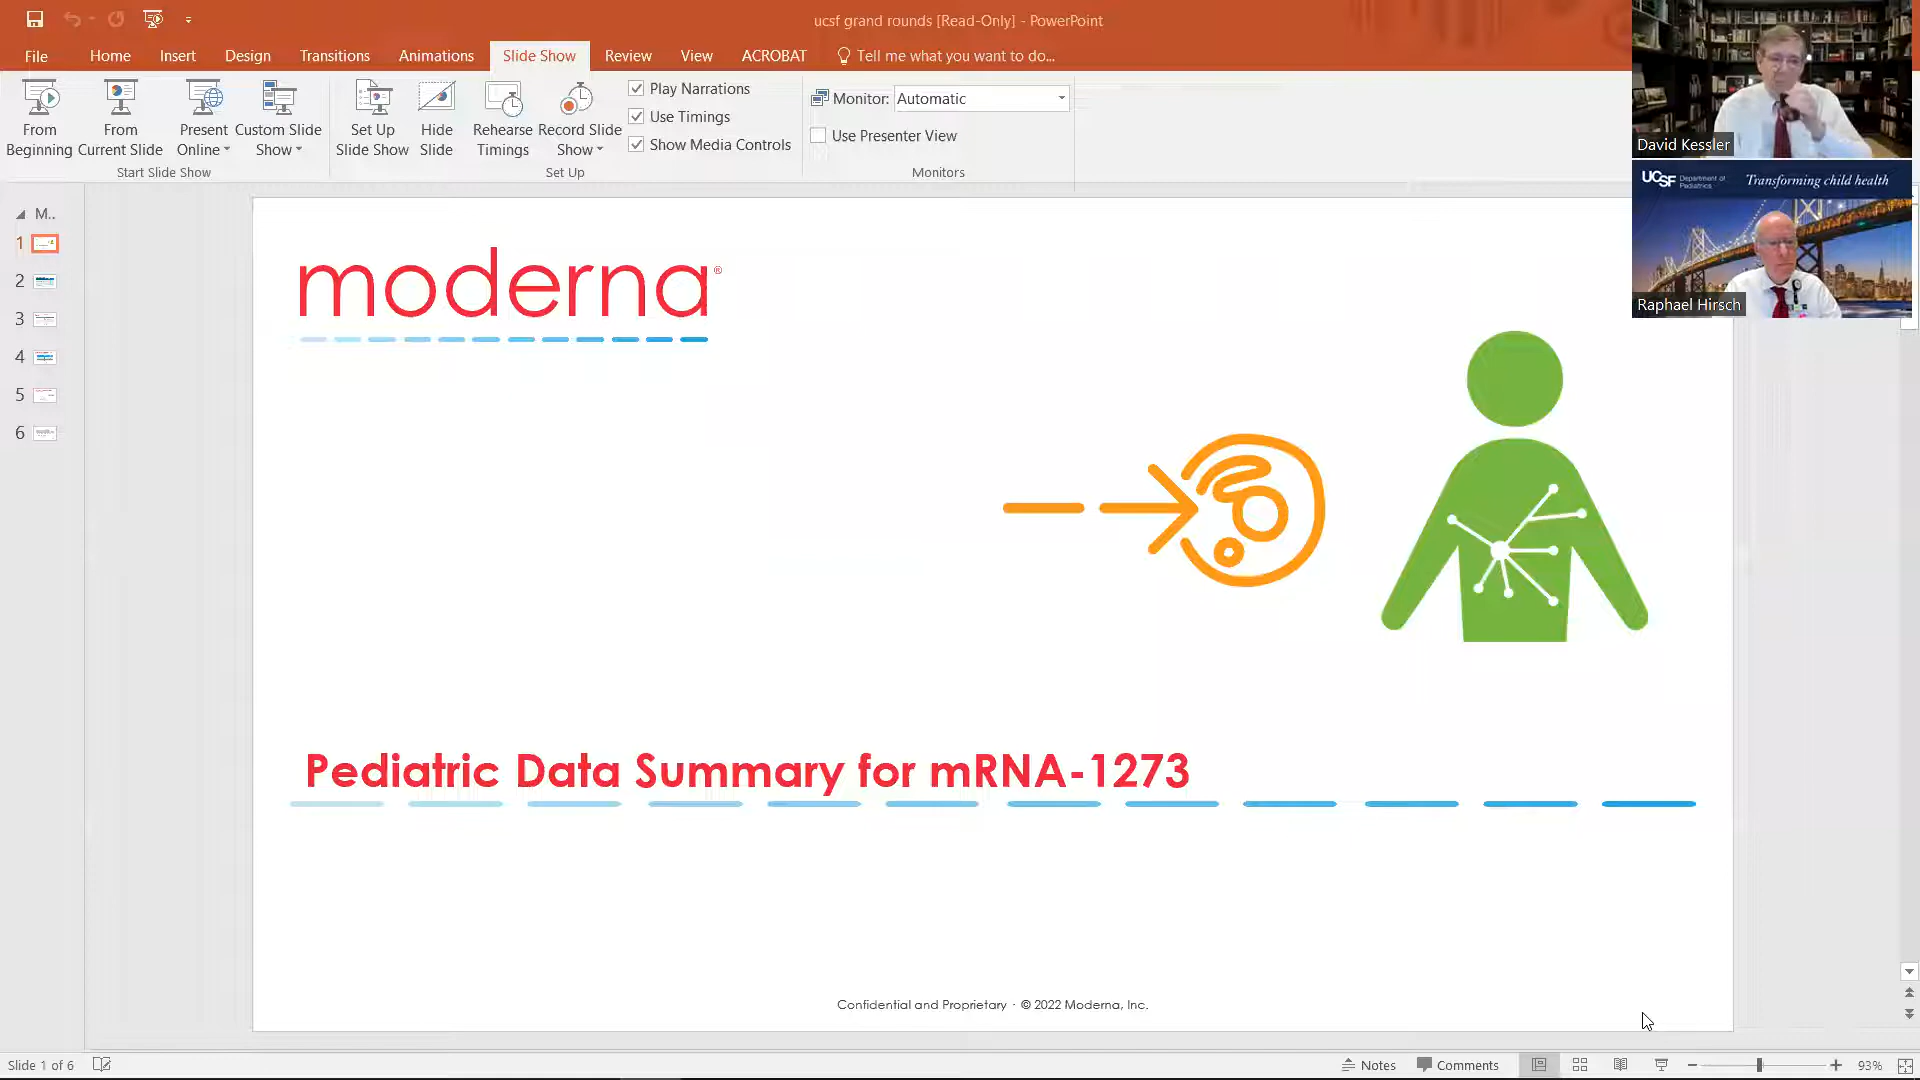 ucsf grand rounds [Read-Only] - PowerPoint
File Home Insert Design Transitions Animations Slide Show Review View ACROBAT Tell me what you want to do...
From Beginning
From Current Slide
Present Online
Custom Slide Show
Start Slide Show
Set Up Slide Show
Hide Slide
Rehearse Timings
Record Slide Show
Play Narrations
Use Timings
Show Media Controls
Set Up
Monitor: Automatic
Use Presenter View
Monitors
David Kessler
UCSF Department of Pediatrics Transforming child health
Raphael Hirsch
M..
1
2
3
4
5
6
moderna®
Pediatric Data Summary for mRNA-1273
Confidential and Proprietary · © 2022 Moderna, Inc.
Slide 1 of 6 Notes Comments 93%